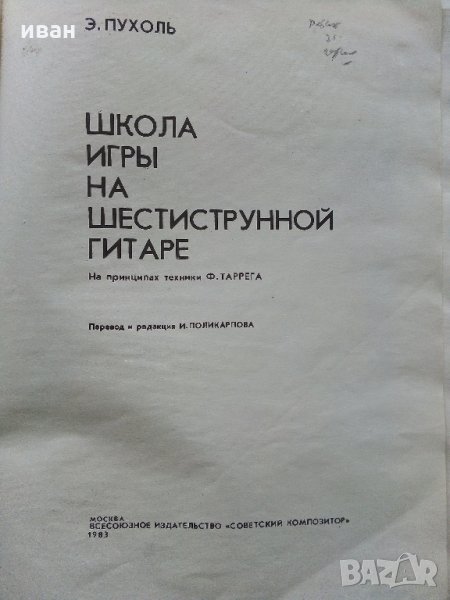 иван
Э. ПУХОЛЬ
ШКОЛА
ИГРЫ
НА
ШЕСТИСТРУННОЙ
ГИТАРЕ
На принципах техники Ф. ТАРРЕГА
Перевод и редакция И. ПОЛИКАРПОВА
МОСКВА
ВСЕСОЮЗНОЕ ИЗДАТЕЛЬСТВО «СОВЕТСКИЙ КОМПОЗИТОР»
1983
BAZAR